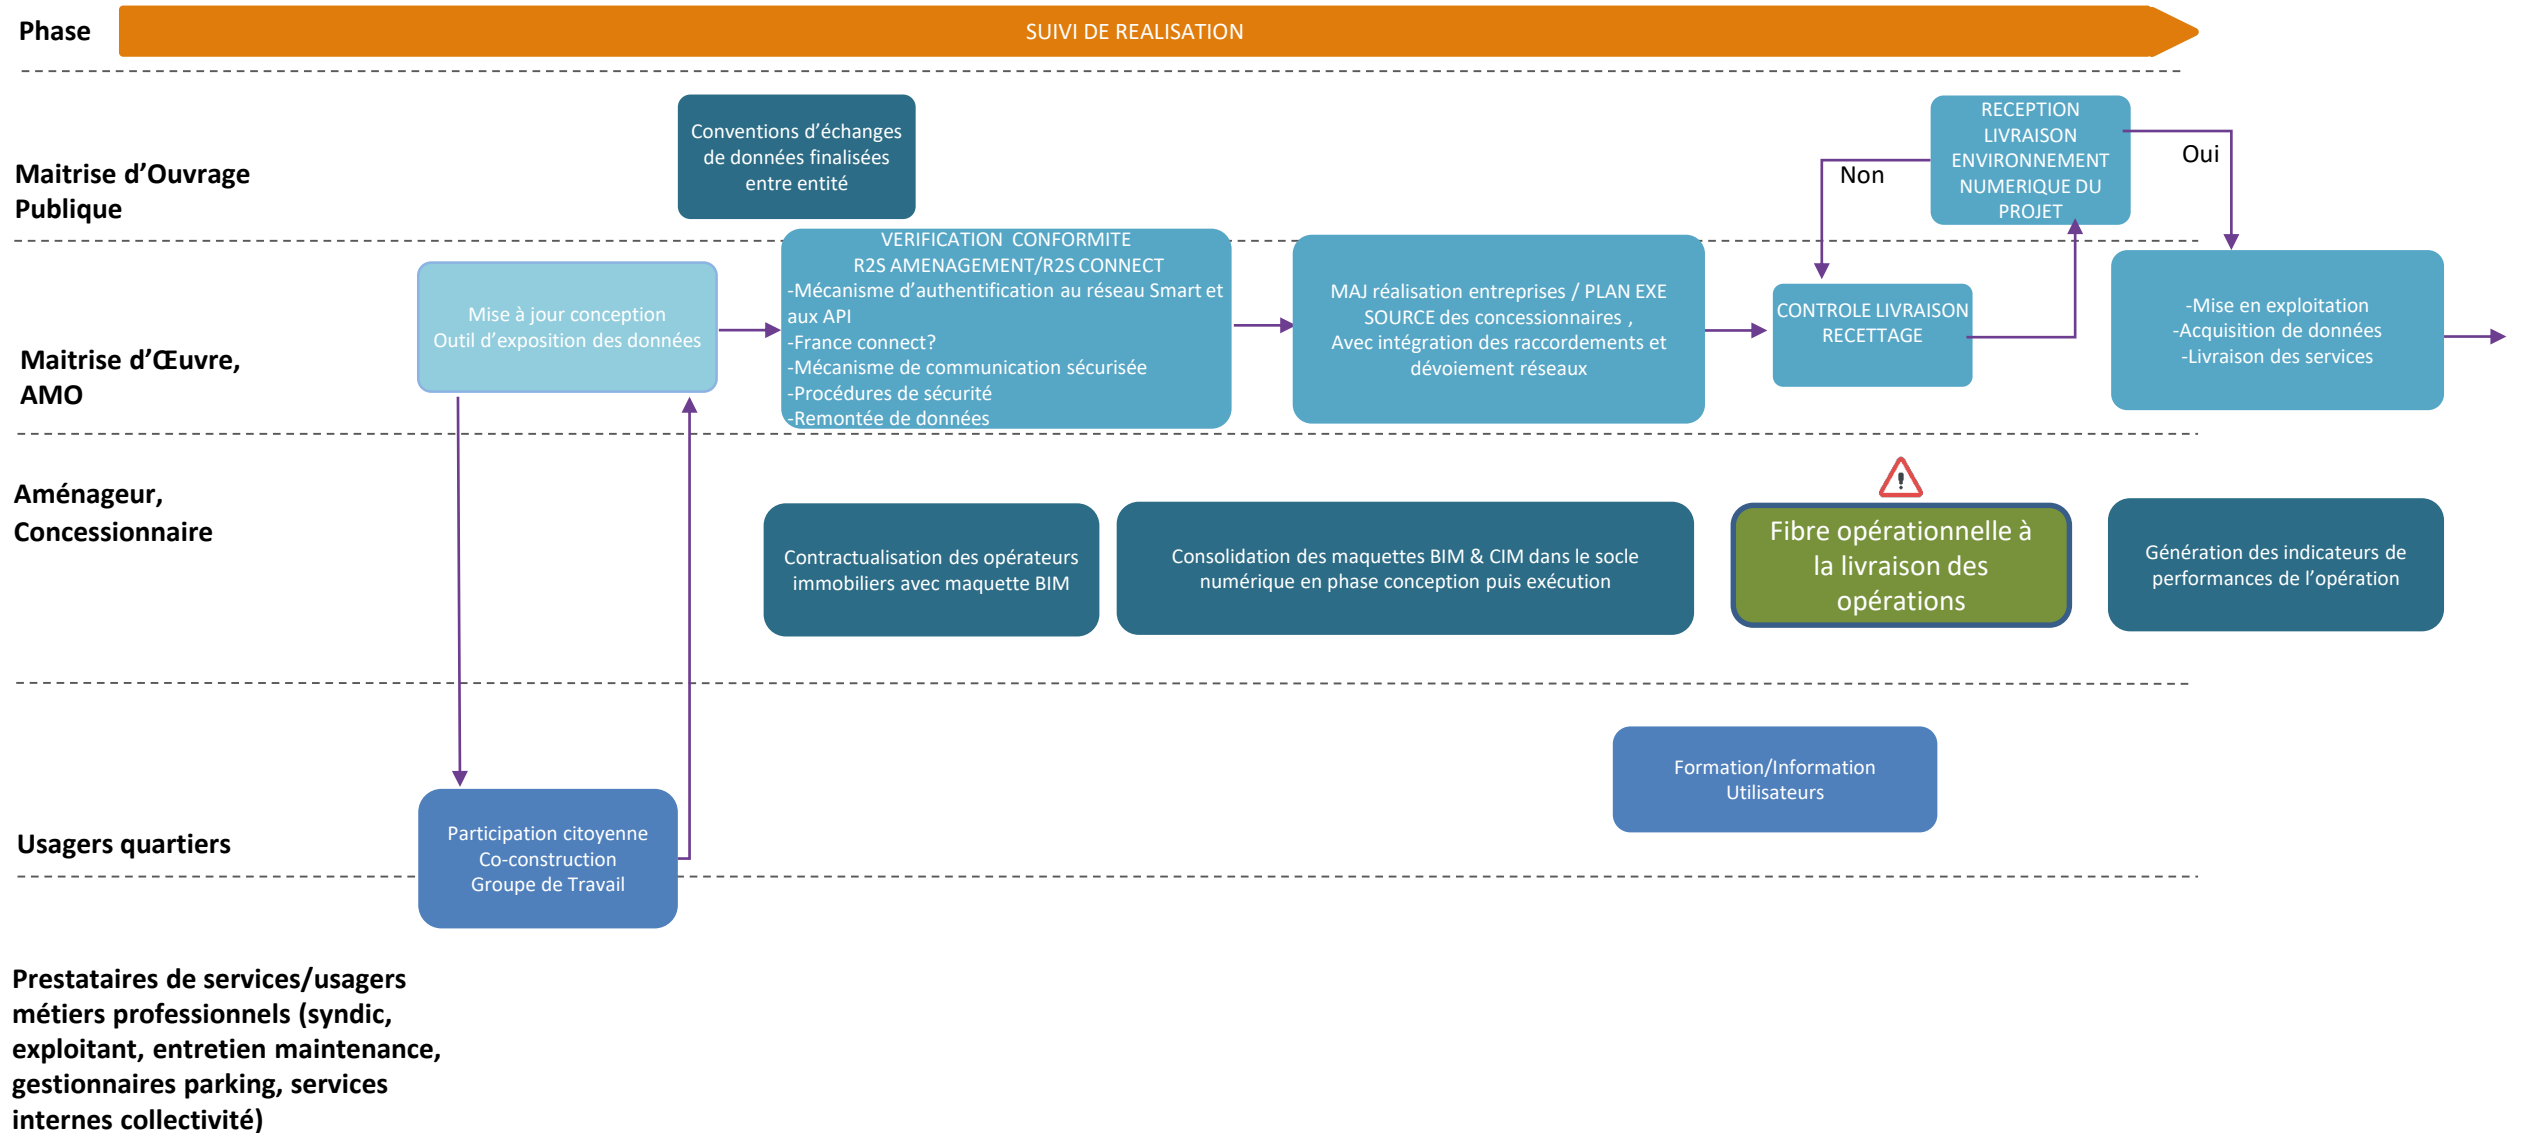 Phase
SUIVI DE REALISATION
Maitrise d'Ouvrage
Publique
Conventions d'échanges
de données finalisées
entre entité
RECEPTION
LIVRAISON
ENVIRONNEMENT
NUMERIQUE DU
PROJET
Non
Oui
Maitrise d'Œuvre,
AMO
Mise à jour conception
Outil d'exposition des données
VERIFICATION CONFORMITE
R2S AMENAGEMENT/R2S CONNECT
-Mécanisme d'authentification au réseau Smart et
aux API
-France connect?
-Mécanisme de communication sécurisée
-Procédures de sécurité
-Remontée de données
MAJ réalisation entreprises / PLAN EXE
SOURCE des concessionnaires ,
Avec intégration des raccordements et
dévoiement réseaux
CONTROLE LIVRAISON
RECETTAGE
-Mise en exploitation
-Acquisition de données
-Livraison des services
Aménageur,
Concessionnaire
Contractualisation des opérateurs
immobiliers avec maquette BIM
Consolidation des maquettes BIM & CIM dans le socle
numérique en phase conception puis exécution
Fibre opérationnelle à
la livraison des
opérations
Génération des indicateurs de
performances de l'opération
Usagers quartiers
Participation citoyenne
Co-construction
Groupe de Travail
Formation/Information
Utilisateurs
Prestataires de services/usagers
métiers professionnels (syndic,
exploitant, entretien maintenance,
gestionnaires parking, services
internes collectivité)